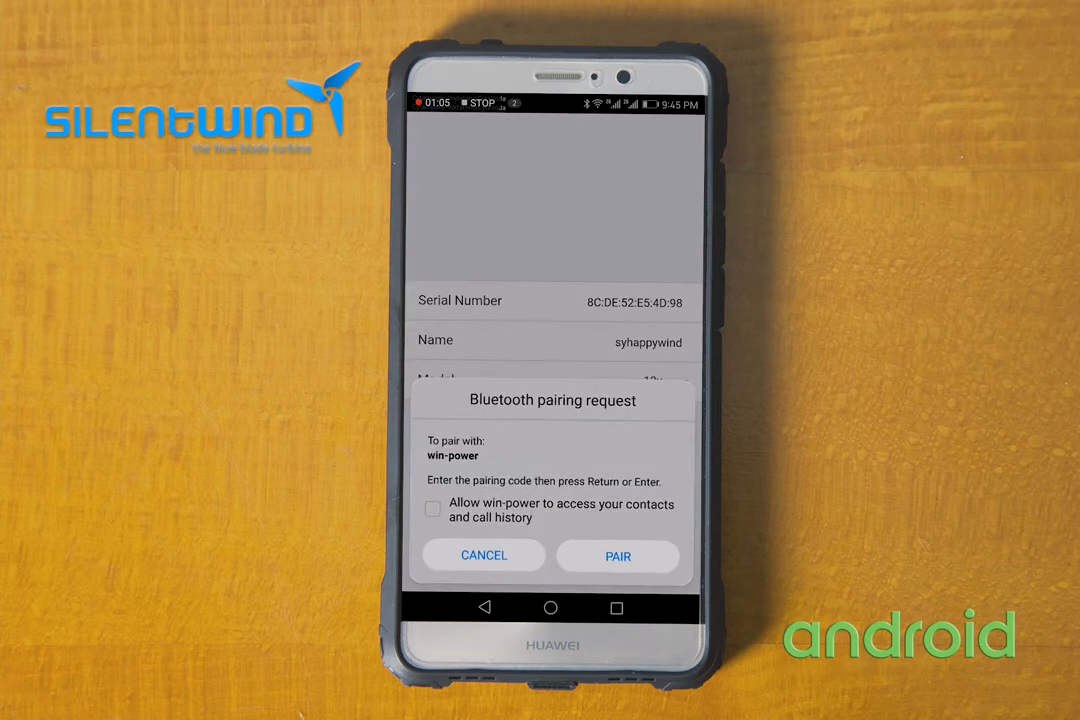 SILENTWIND
the blue blade turbine
01:05 STOP 2 9:45 PM
Serial Number 8C:DE:52:E5:4D:98
Name syhappywind
Bluetooth pairing request
To pair with:
win-power
Enter the pairing code then press Return or Enter.
Allow win-power to access your contacts
and call history
CANCEL PAIR
HUAWEI
android